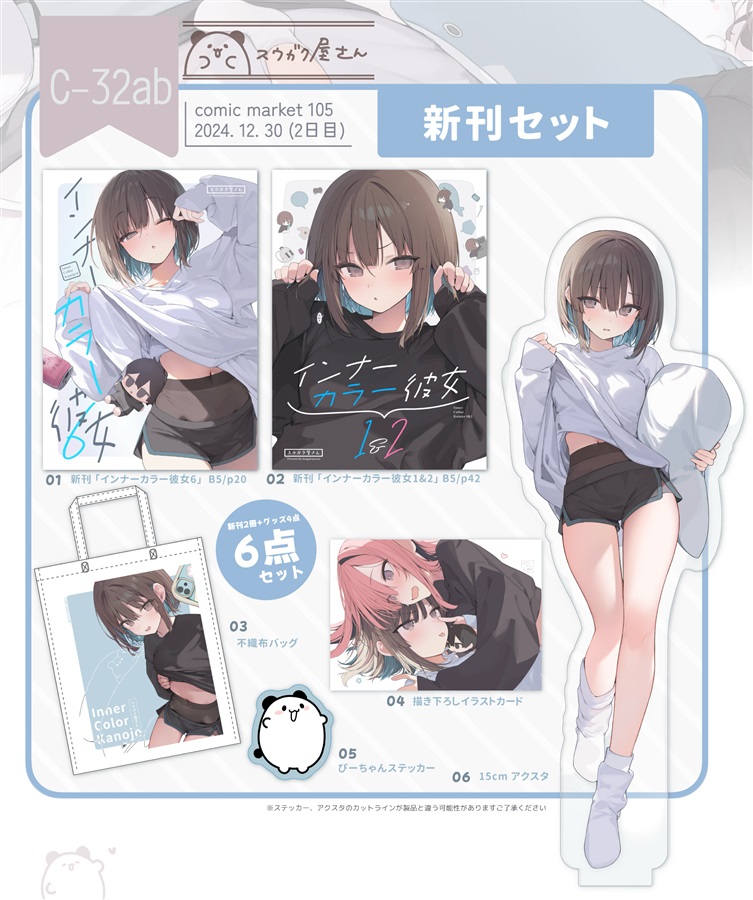 C-32ab
スウガク屋さん
comic market 105
2024. 12. 30 (2日目)
新刊セット
インナー
カラー
彼女
6
インナー
カラー彼女
1&2
スウガク屋さん
01 新刊「インナーカラー彼女6」 B5/p20
02 新刊「インナーカラー彼女1&2」B5/p42
新刊2冊+グッズ4点
6点
セット
Inner
Color
Kanojo
03
不織布バッグ
04 描き下ろしイラストカード
05
ぴーちゃんステッカー
06 15cm アクスタ
※ステッカー、アクスタのカットラインが製品と違う可能性がありますご了承ください